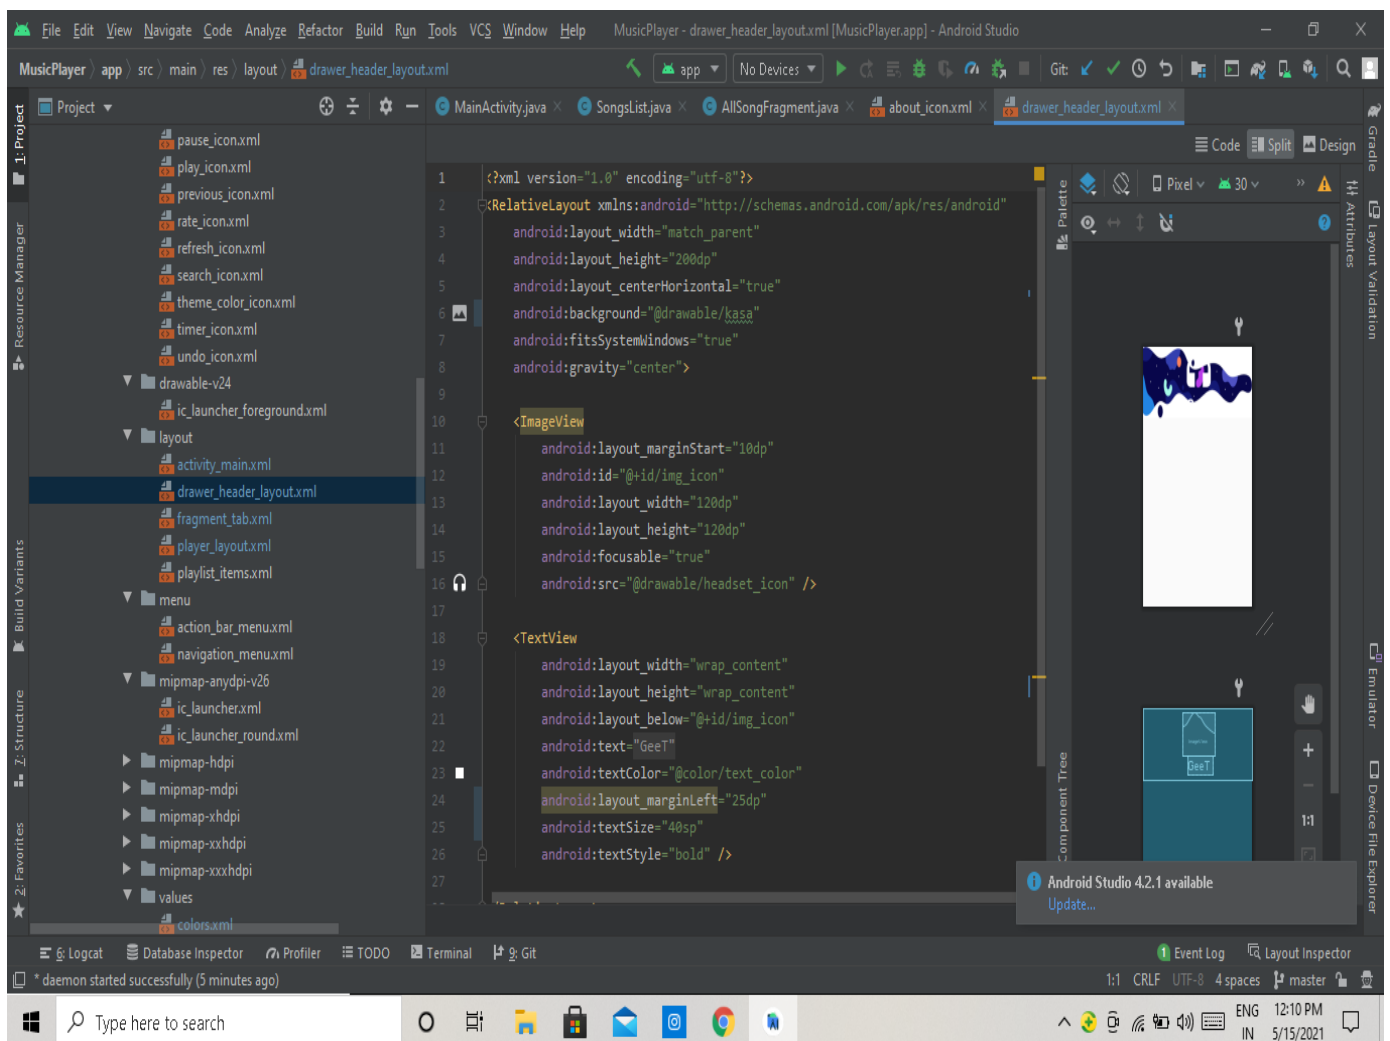 File Edit View Navigate Code Analyze Refactor Build Run Tools VCS Window Help MusicPlayer - drawer_header_layout.xml [MusicPlayer.app] - Android Studio
MusicPlayer app src main res layout drawer_header_layout.xml app No Devices Git:
Project MainActivity.java SongsList.java AllSongFragment.java about_icon.xml drawer_header_layout.xml
Code Split Design
1: Project
Resource Manager
Build Variants
7: Structure
2: Favorites
pause_icon.xml
play_icon.xml
previous_icon.xml
rate_icon.xml
refresh_icon.xml
search_icon.xml
theme_color_icon.xml
timer_icon.xml
undo_icon.xml
drawable-v24
ic_launcher_foreground.xml
layout
activity_main.xml
drawer_header_layout.xml
fragment_tab.xml
player_layout.xml
playlist_items.xml
menu
action_bar_menu.xml
navigation_menu.xml
mipmap-anydpi-v26
ic_launcher.xml
ic_launcher_round.xml
mipmap-hdpi
mipmap-mdpi
mipmap-xhdpi
mipmap-xxhdpi
mipmap-xxxhdpi
values
colors.xml
1 <?xml version="1.0" encoding="utf-8"?>
2 <RelativeLayout xmlns:android="http://schemas.android.com/apk/res/android"
3 android:layout_width="match_parent"
4 android:layout_height="200dp"
5 android:layout_centerHorizontal="true"
6 android:background="@drawable/kasa"
7 android:fitsSystemWindows="true"
8 android:gravity="center">
9
10 <ImageView
11 android:layout_marginStart="10dp"
12 android:id="@+id/img_icon"
13 android:layout_width="120dp"
14 android:layout_height="120dp"
15 android:focusable="true"
16 android:src="@drawable/headset_icon" />
17
18 <TextView
19 android:layout_width="wrap_content"
20 android:layout_height="wrap_content"
21 android:layout_below="@+id/img_icon"
22 android:text="GeeT"
23 android:textColor="@color/text_color"
24 android:layout_marginLeft="25dp"
25 android:textSize="40sp"
26 android:textStyle="bold" />
27
Palette
Component Tree
Pixel 30 »
GeeT
1:1
Attributes
Gradle
Layout Validation
Emulator
Device File Explorer
Android Studio 4.2.1 available
Update...
6: Logcat Database Inspector Profiler TODO Terminal 9: Git 1 Event Log Layout Inspector
* daemon started successfully (5 minutes ago) 1:1 CRLF UTF-8 4 spaces master
Type here to search ENG 12:10 PM
IN 5/15/2021